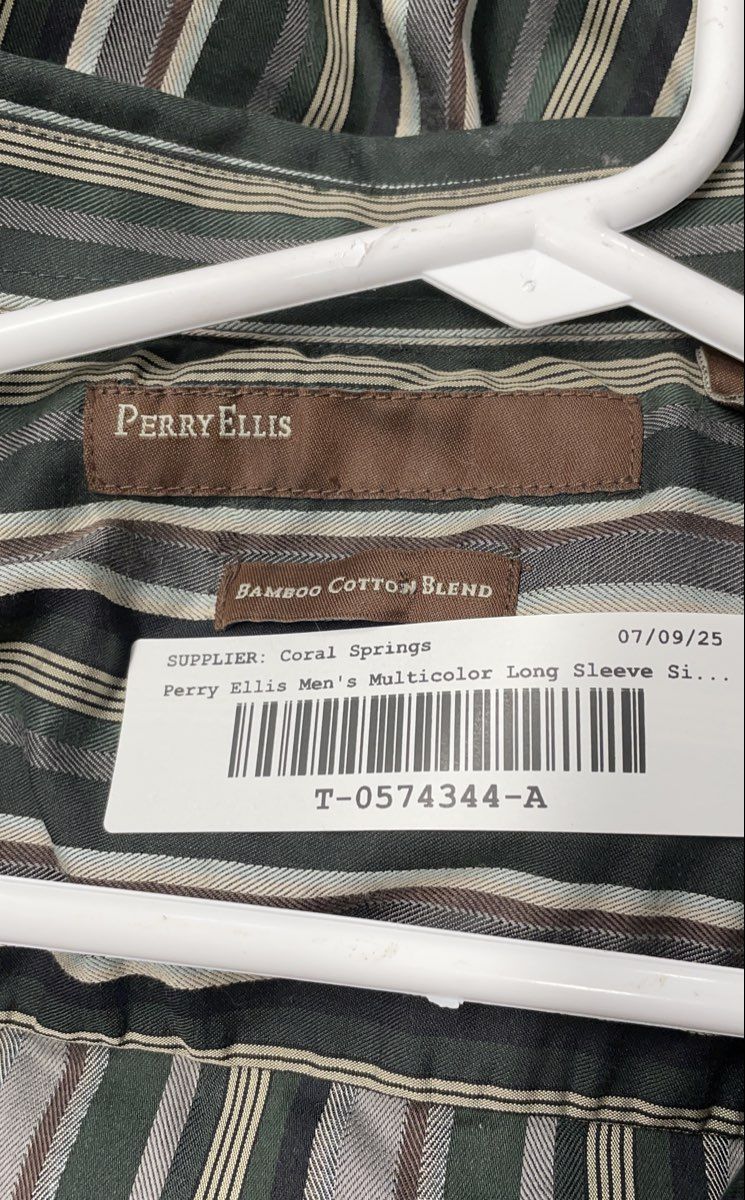 PERRY ELLIS
BAMBOO COTTON BLEND
SUPPLIER: Coral Springs 07/09/25
Perry Ellis Men's Multicolor Long Sleeve Si...
T-0574344-A